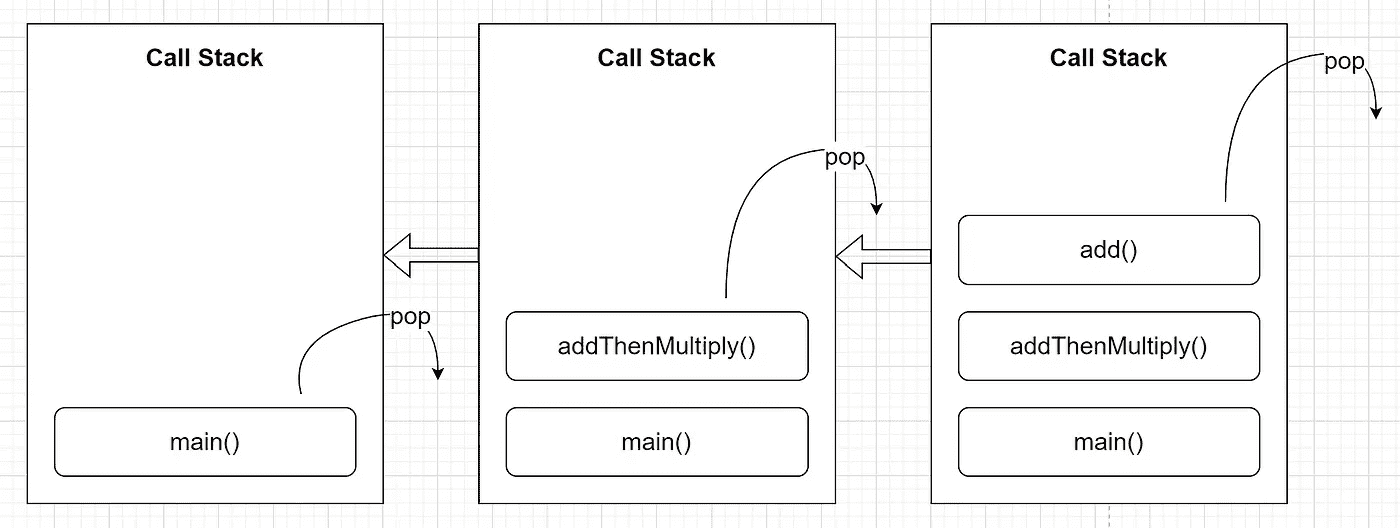 Call Stack
pop
main()
Call Stack
pop
addThenMultiply()
main()
Call Stack
pop
add()
addThenMultiply()
main()